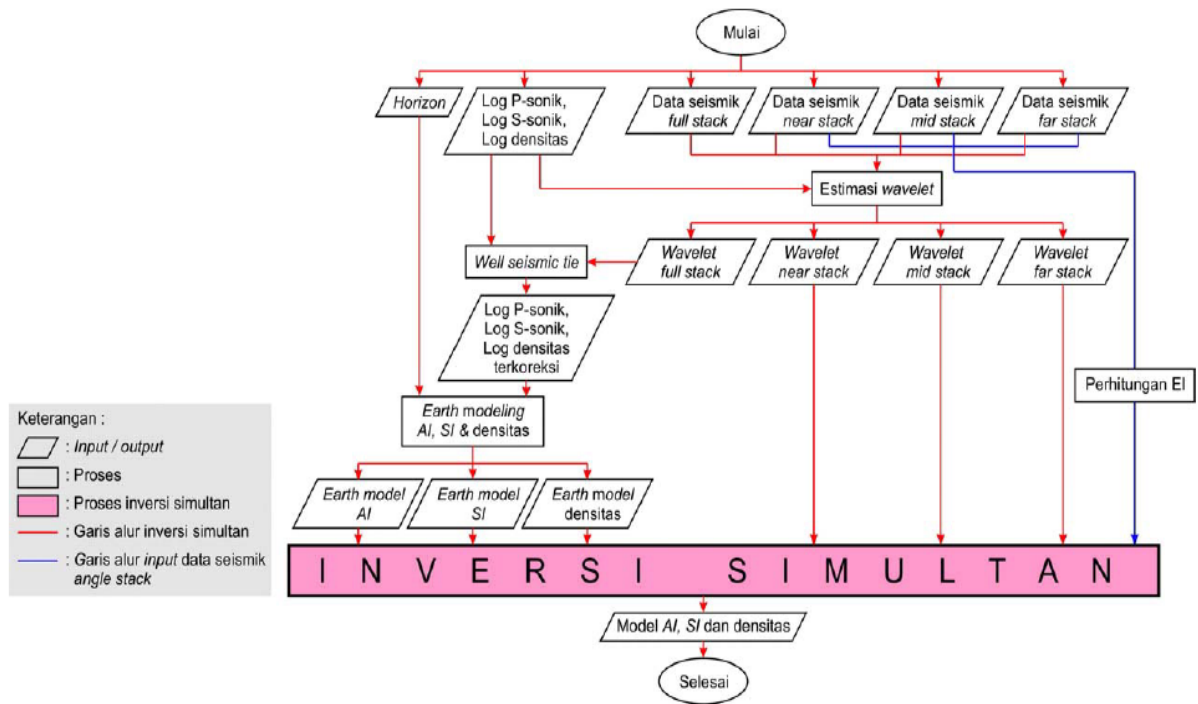 Mulai
Horizon
Log P-sonik,
Log S-sonik,
Log densitas
Data seismik
full stack
Data seismik
near stack
Data seismik
mid stack
Data seismik
far stack
Estimasi wavelet
Well seismic tie
Wavelet
full stack
Wavelet
near stack
Wavelet
mid stack
Wavelet
far stack
Log P-sonik,
Log S-sonik,
Log densitas
terkoreksi
Perhitungan EI
Earth modeling
AI, SI & densitas
Earth model
AI
Earth model
SI
Earth model
densitas
Keterangan :
: Input / output
: Proses
: Proses inversi simultan
: Garis alur inversi simultan
: Garis alur input data seismik
angle stack
INVERSI SIMULTAN
Model AI, SI dan densitas
Selesai